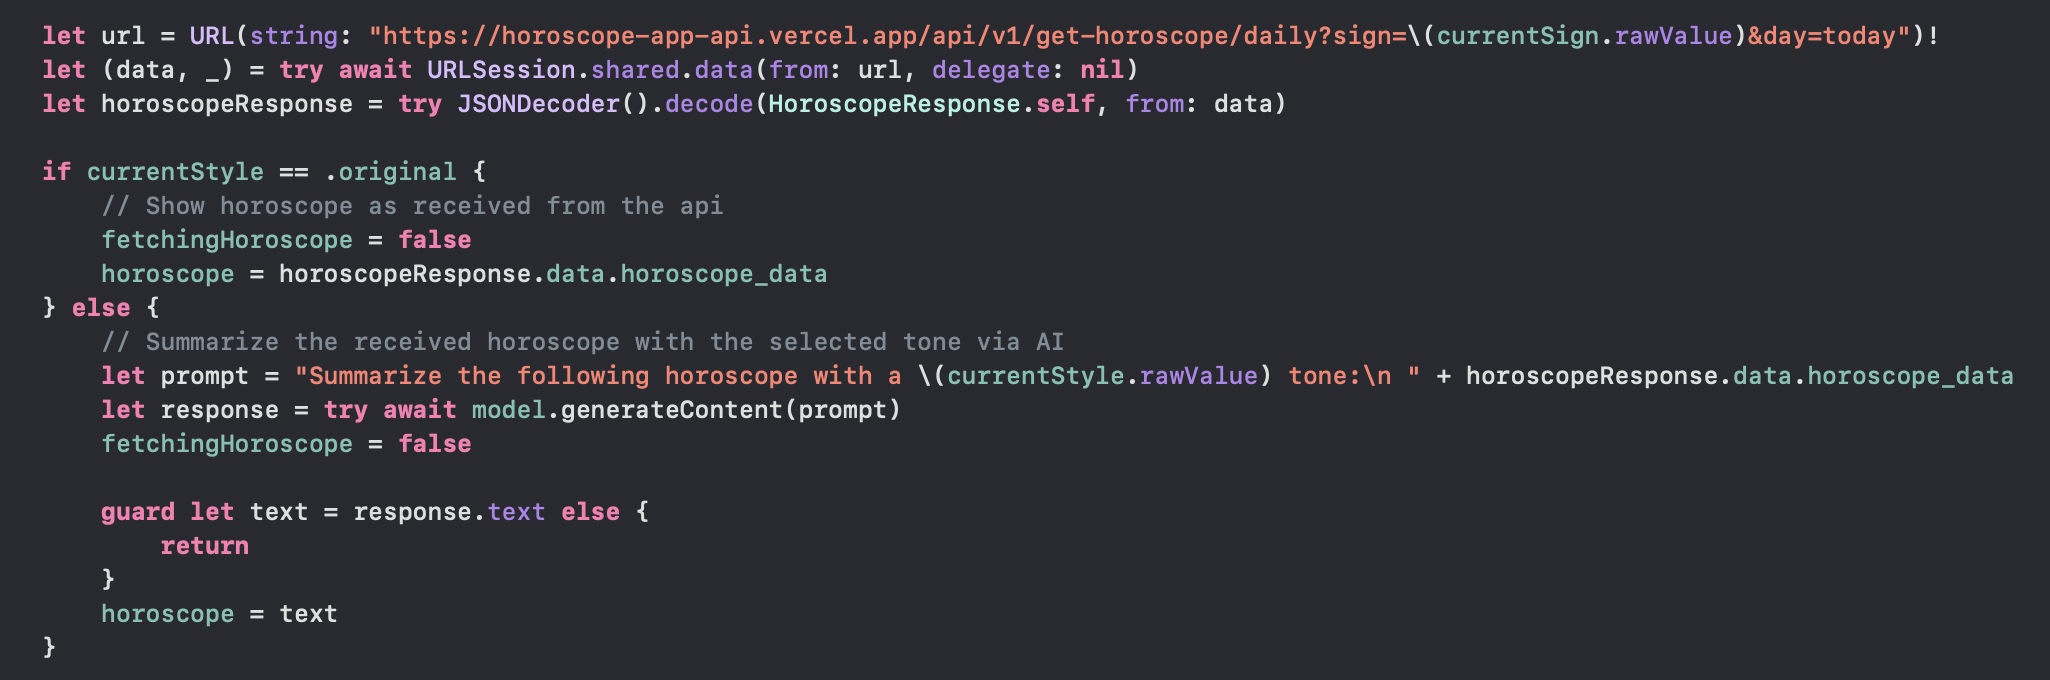 let url = URL(string: "https://horoscope-app-api.vercel.app/api/v1/get-horoscope/daily?sign=\(currentSign.rawValue)&day=today")!
let (data, _) = try await URLSession.shared.data(from: url, delegate: nil)
let horoscopeResponse = try JSONDecoder().decode(HoroscopeResponse.self, from: data)

if currentStyle == .original {
    // Show horoscope as received from the api
    fetchingHoroscope = false
    horoscope = horoscopeResponse.data.horoscope_data
} else {
    // Summarize the received horoscope with the selected tone via AI
    let prompt = "Summarize the following horoscope with a \(currentStyle.rawValue) tone:\n " + horoscopeResponse.data.horoscope_data
    let response = try await model.generateContent(prompt)
    fetchingHoroscope = false

    guard let text = response.text else {
        return
    }
    horoscope = text
}